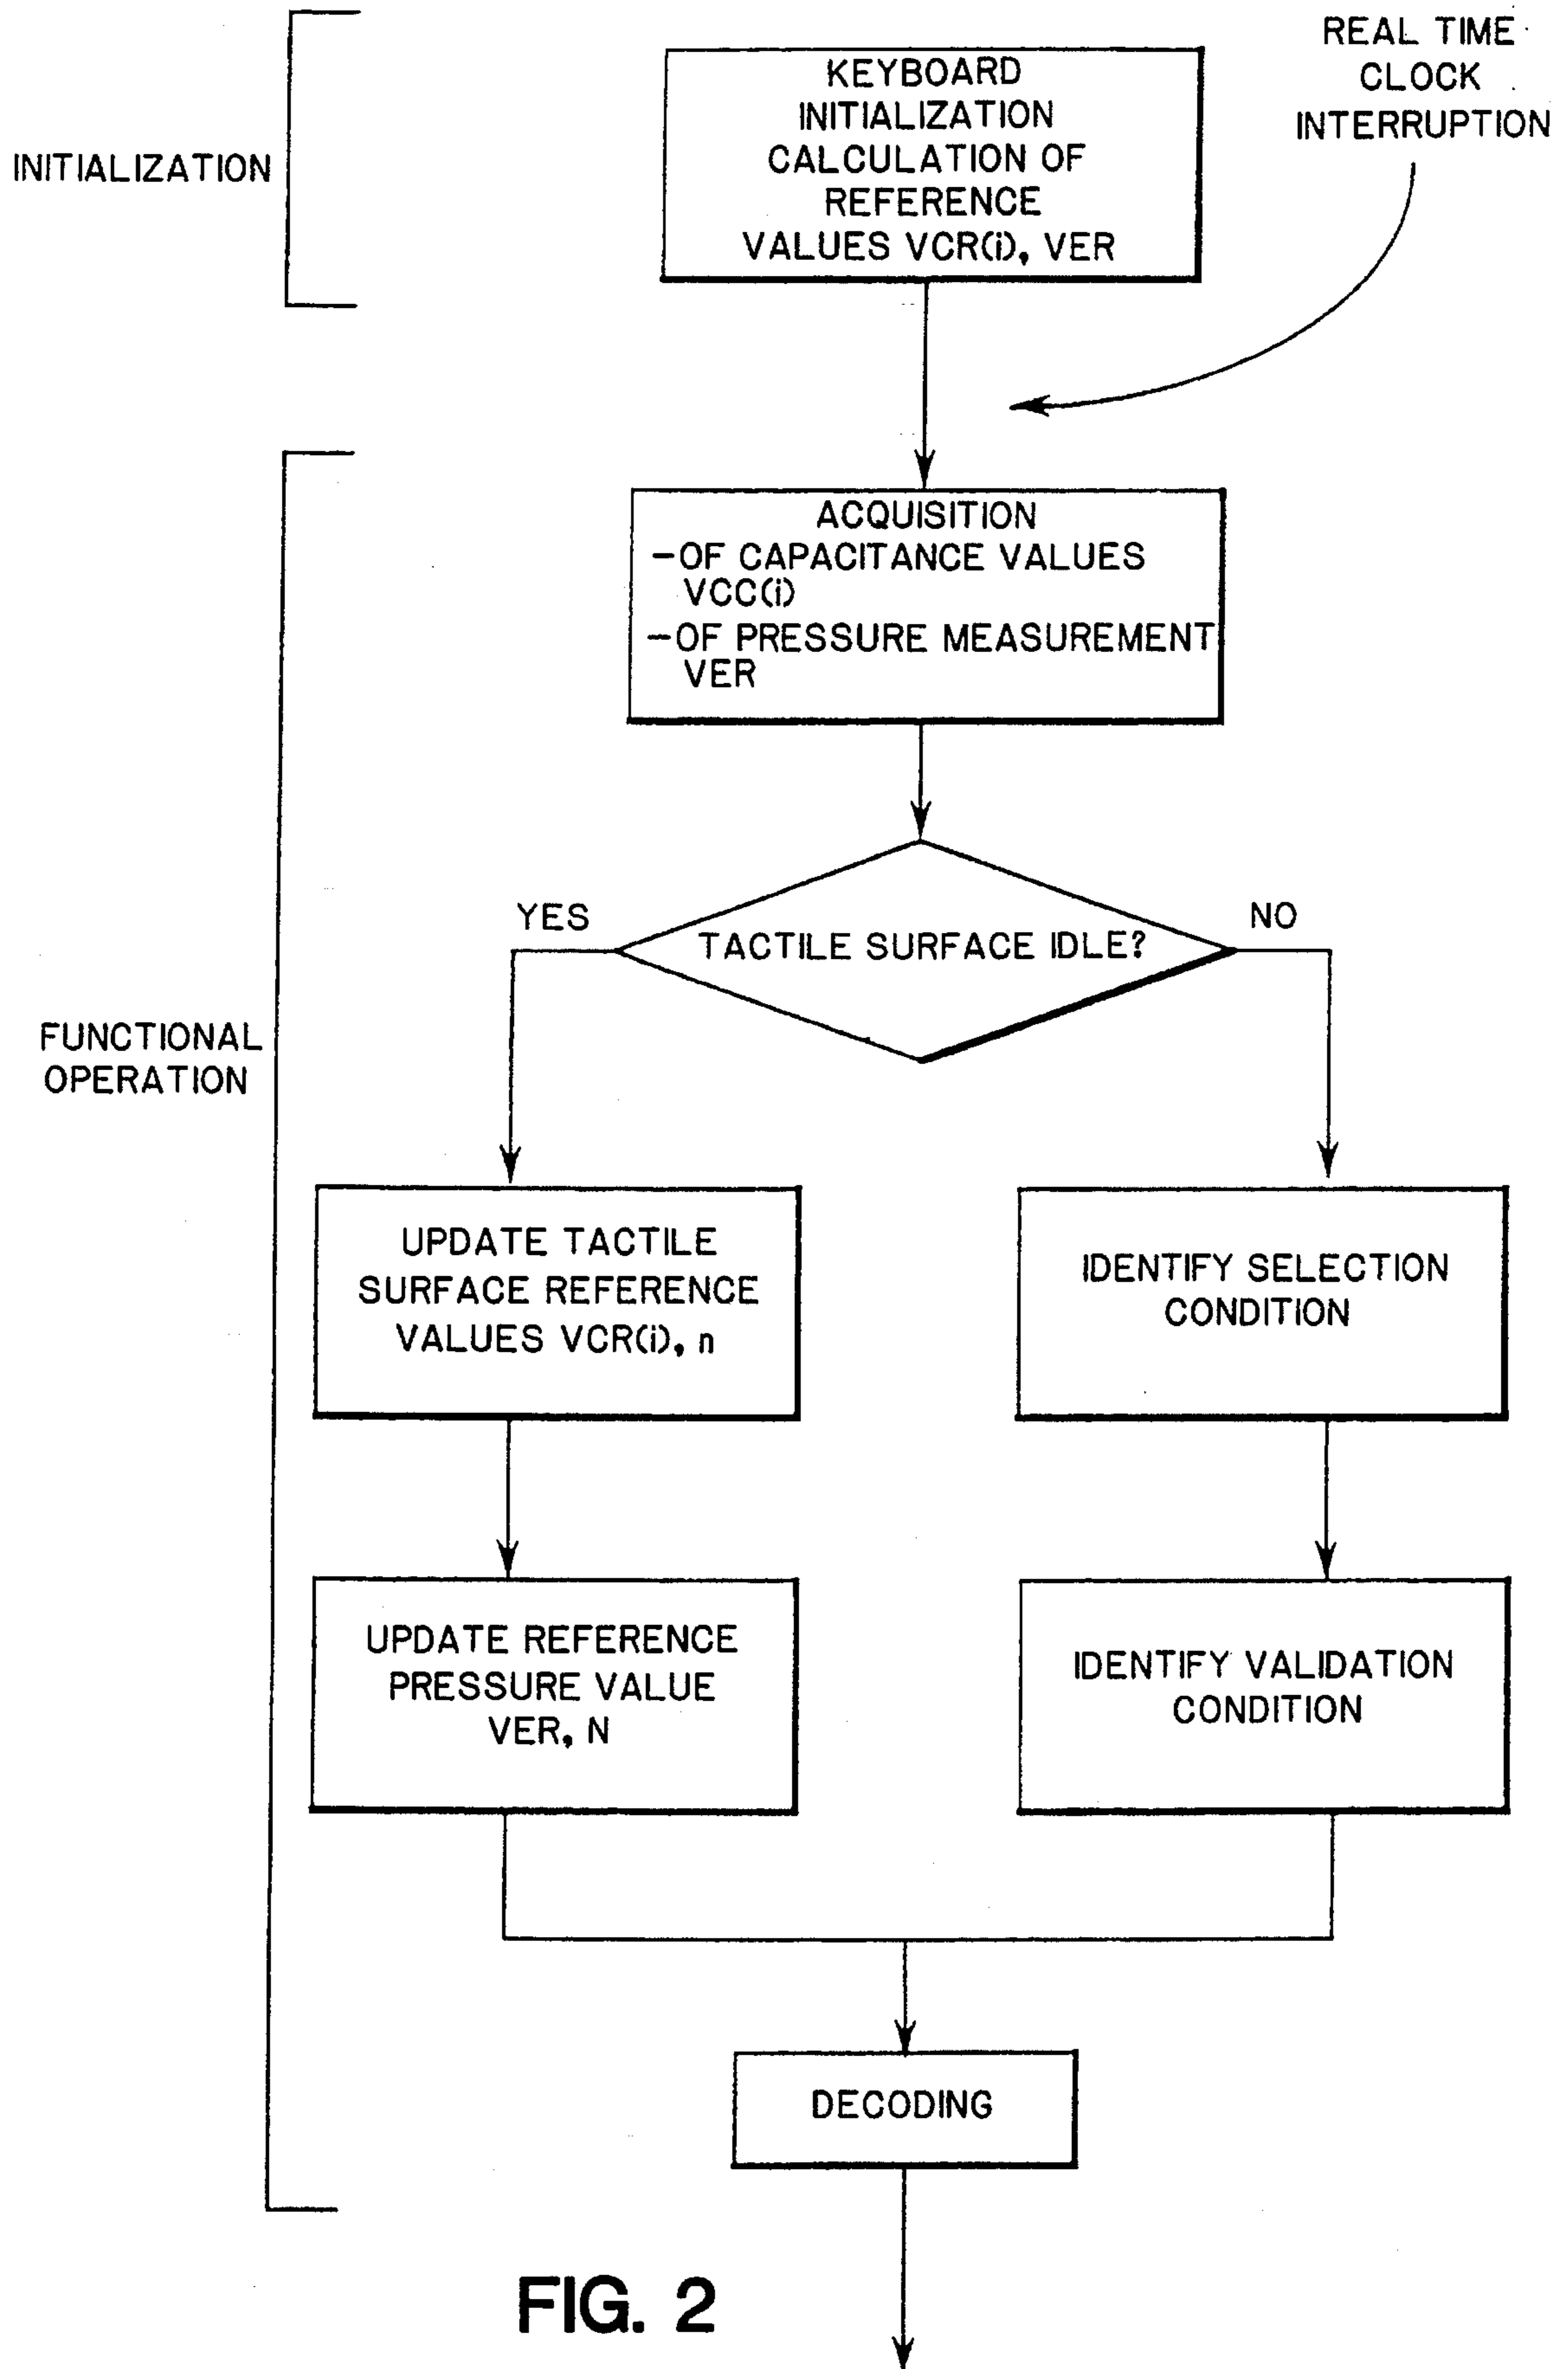 REAL TIME
CLOCK
INTERRUPTION
INITIALIZATION
KEYBOARD
INITIALIZATION
CALCULATION OF
REFERENCE
VALUES VCR(i), VER
FUNCTIONAL
OPERATION
ACQUISITION
-OF CAPACITANCE VALUES
VCC(i)
-OF PRESSURE MEASUREMENT
VER
YES
TACTILE SURFACE IDLE?
NO
UPDATE TACTILE
SURFACE REFERENCE
VALUES VCR(i), n
IDENTIFY SELECTION
CONDITION
UPDATE REFERENCE
PRESSURE VALUE
VER, N
IDENTIFY VALIDATION
CONDITION
DECODING
FIG. 2